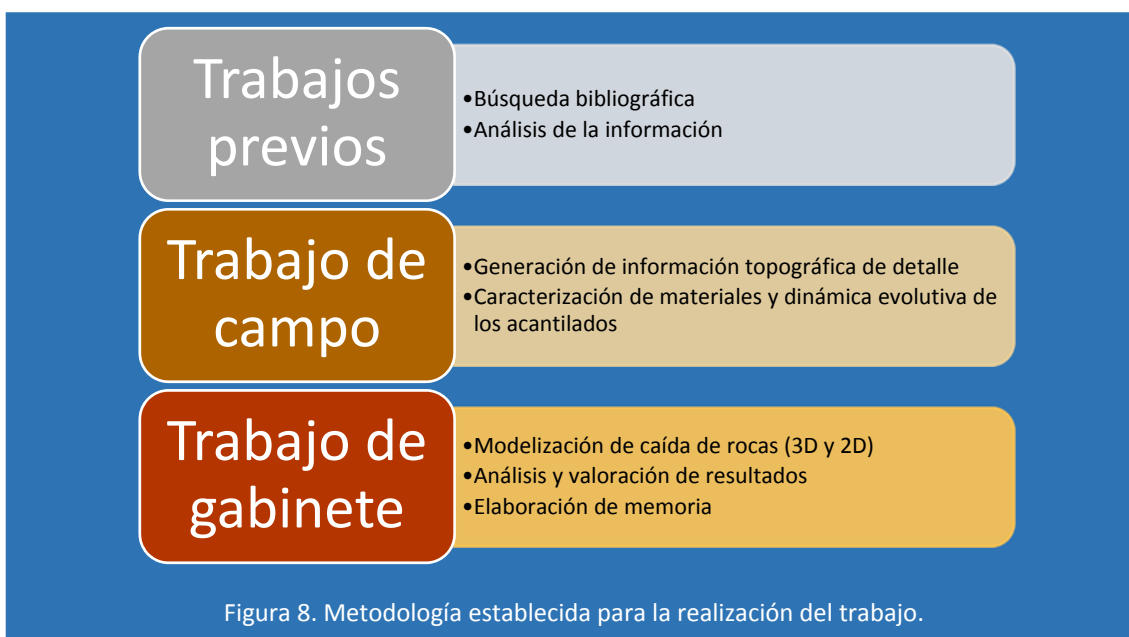 Trabajos
previos
•Búsqueda bibliográfica
•Análisis de la información
Trabajo de
campo
•Generación de información topográfica de detalle
•Caracterización de materiales y dinámica evolutiva de
los acantilados
Trabajo de
gabinete
•Modelización de caída de rocas (3D y 2D)
•Análisis y valoración de resultados
•Elaboración de memoria
Figura 8. Metodología establecida para la realización del trabajo.